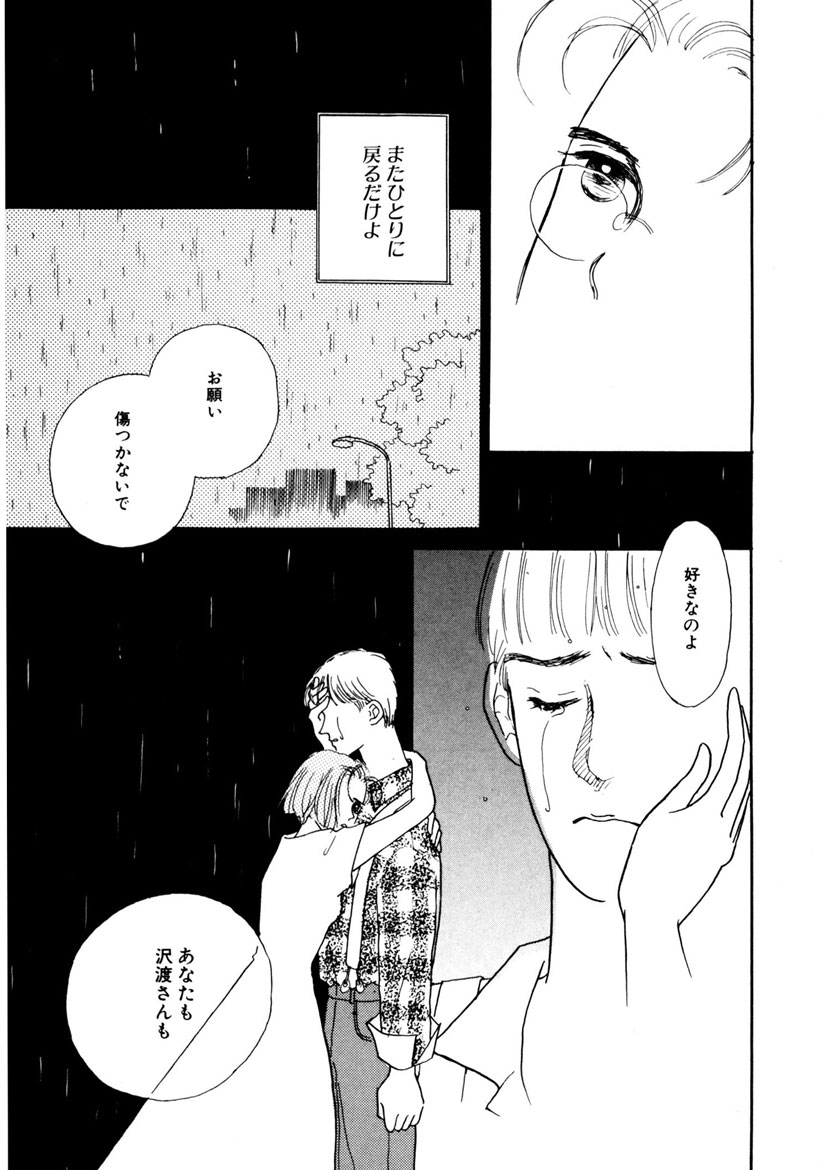 またひとりに
戻るだけよ
お願い
傷つかないで
好きなのよ
あなたも
沢渡さんも